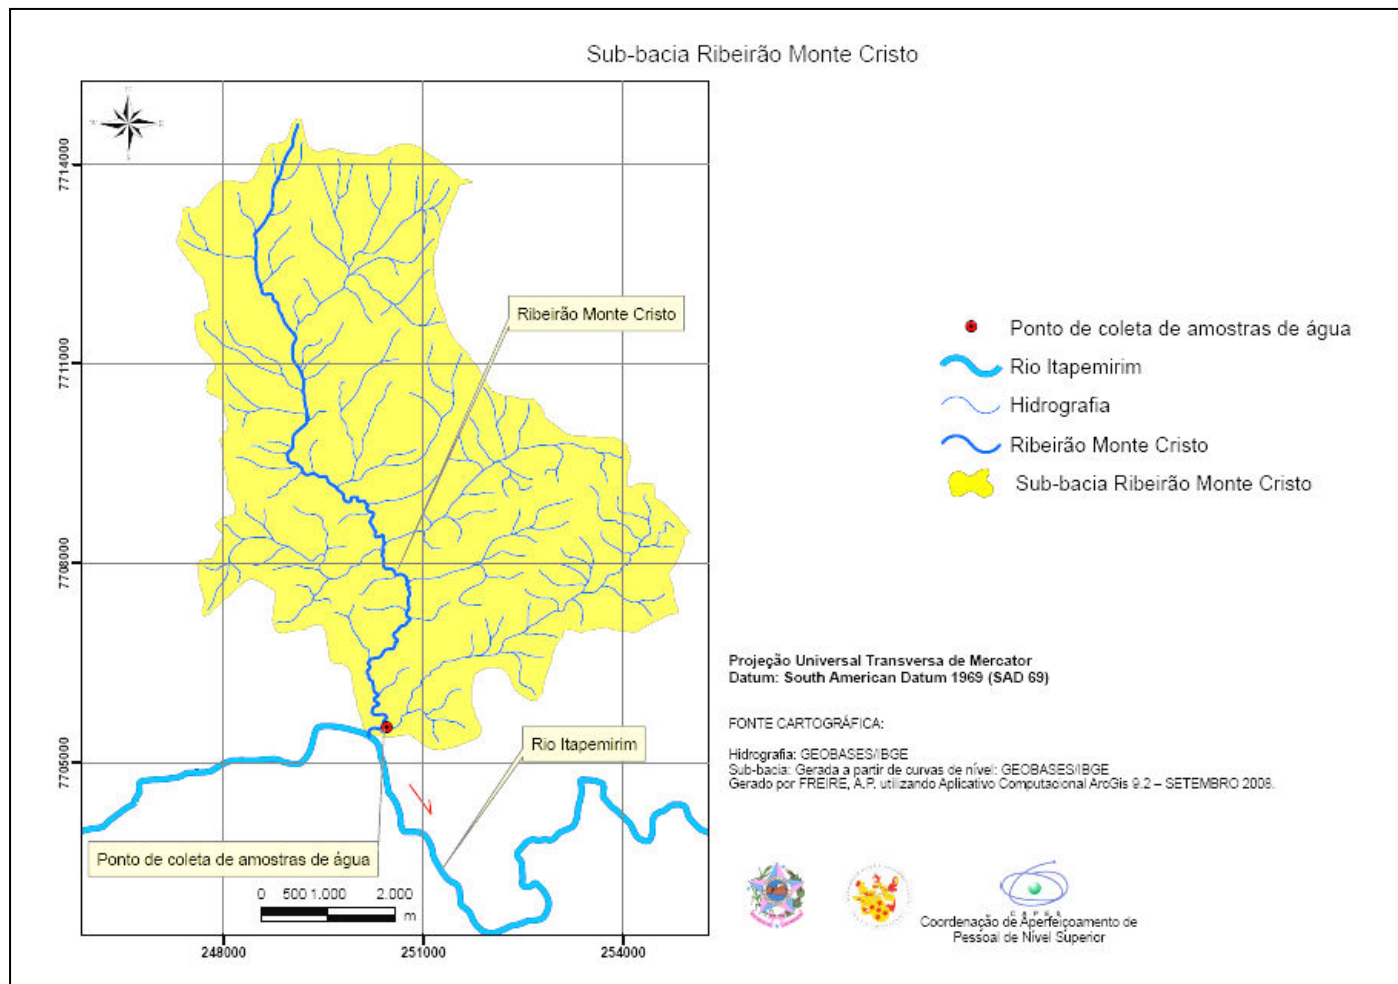 Sub-bacia Ribeirão Monte Cristo
7714000
7711000
7708000
7705000
248000
251000
254000
Ribeirão Monte Cristo
Rio Itapemirim
Ponto de coleta de amostras de água
0 500 1.000 2.000
m
Ponto de coleta de amostras de água
Rio Itapemirim
Hidrografia
Ribeirão Monte Cristo
Sub-bacia Ribeirão Monte Cristo
Projeção Universal Transversa de Mercator
Datum: South American Datum 1969 (SAD 69)
FONTE CARTOGRÁFICA:
Hidrografia: GEOBASES/IBGE
Sub-bacia: Gerada a partir de curvas de nível: GEOBASES/IBGE
Gerado por FREIRE, A.P. utilizando Aplicativo Computacional ArcGis 9.2 – SETEMBRO 2008.
C A P E S
Coordenação de Aperfeiçoamento de
Pessoal de Nível Superior